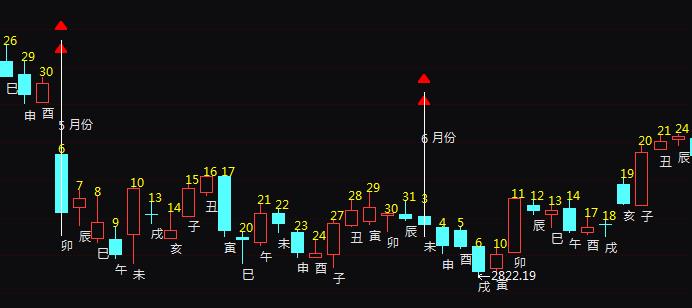 26
巳
29
申
30
酉
5 月份
6
卯
7
辰
8
巳
9
午
10
未
13
戌
14
亥
15
子
16
丑
17
寅
20
巳
21
午
22
未
23
申
24
酉
27
子
28
丑
29
寅
30
卯
31
辰
6 月份
3
未
4
申
5
酉
6
戌
2822.19
10
寅
11
卯
12
辰
13
巳
14
午
17
酉
18
戌
19
亥
20
子
21
丑
24
辰